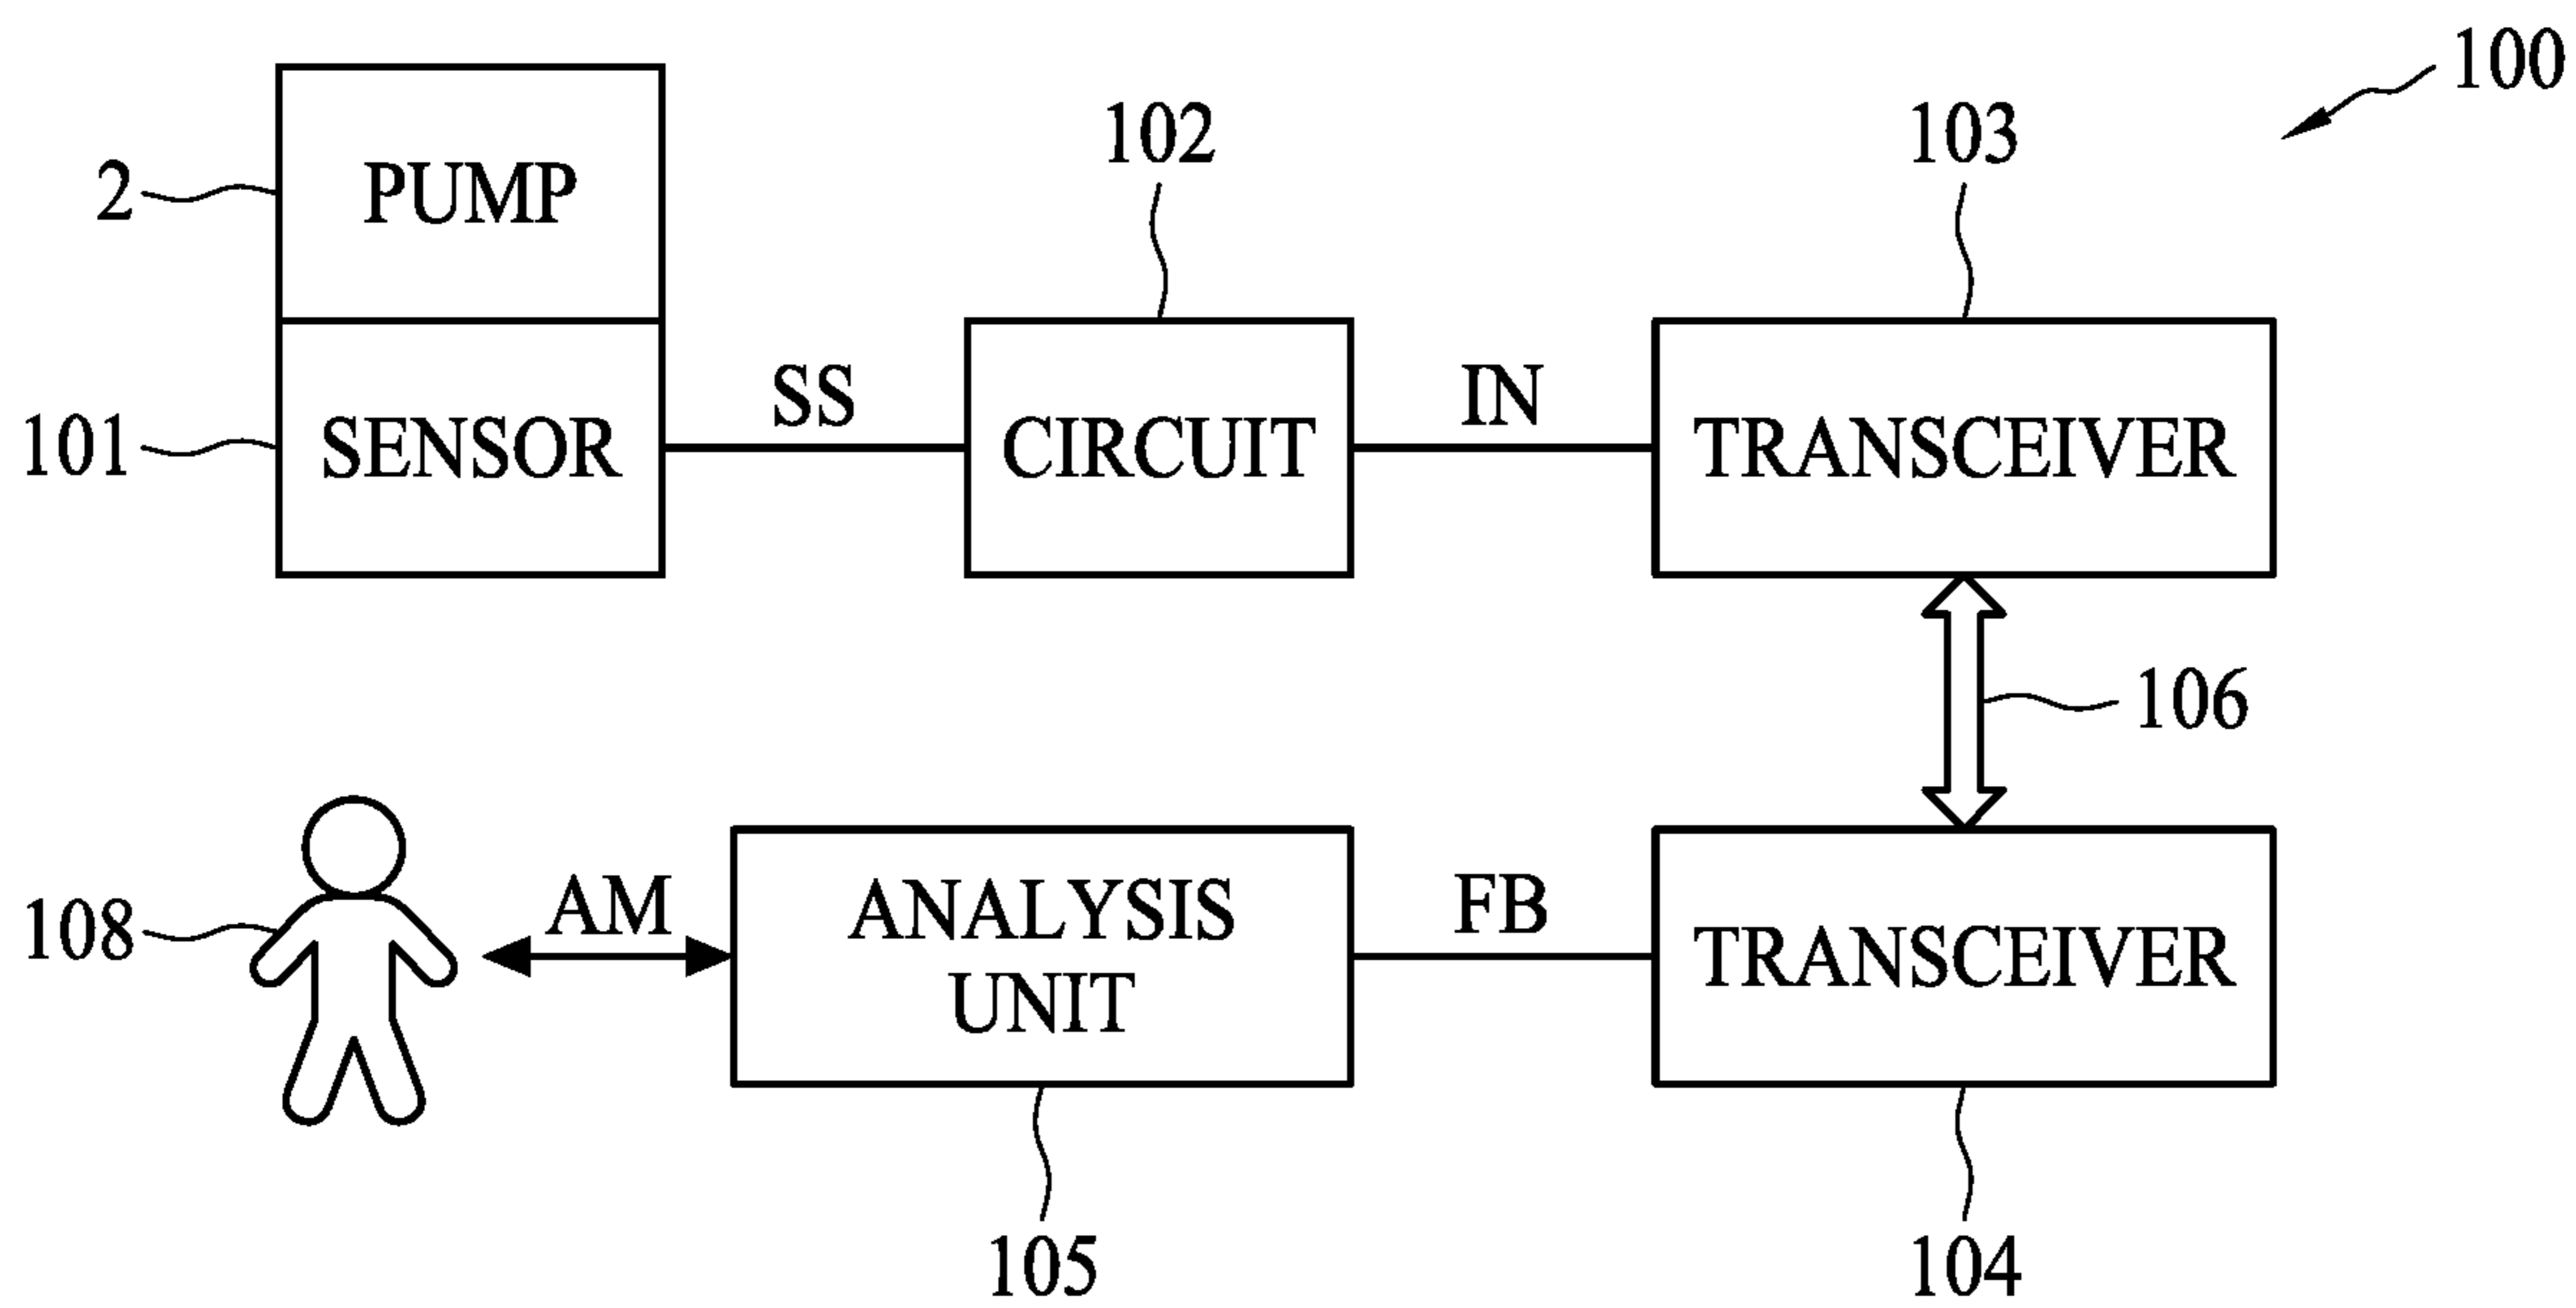 100
102
103
2
PUMP
101
SENSOR
SS
CIRCUIT
IN
TRANSCEIVER
106
108
AM
ANALYSIS
UNIT
FB
TRANSCEIVER
105
104